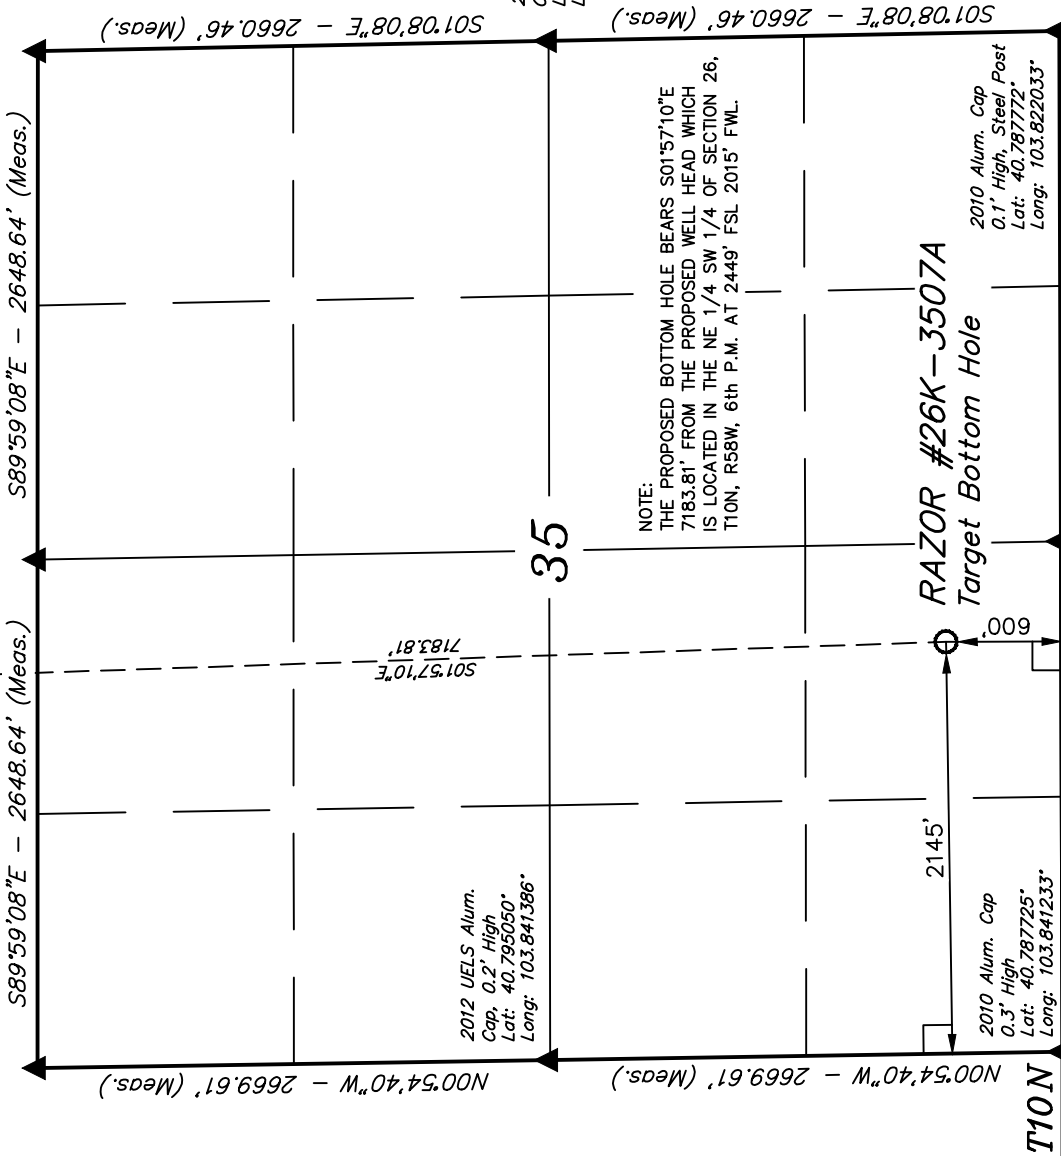 S89°59'08"E - 2648.64' (Meas.)
S89°59'08"E - 2648.64' (Meas.)
N00°54'40"W - 2669.61' (Meas.)
N00°54'40"W - 2669.61' (Meas.)
S01°08'08"E - 2660.46' (Meas.)
S01°08'08"E - 2660.46' (Meas.)
S01°57'10"E
7183.81'
35
2012 UELS Alum.
Cap, 0.2' High
Lat: 40.795050°
Long: 103.841386°
NOTE:
THE PROPOSED BOTTOM HOLE BEARS S01°57'10"E
7183.81' FROM THE PROPOSED WELL HEAD WHICH
IS LOCATED IN THE NE 1/4 SW 1/4 OF SECTION 26,
T10N, R58W, 6th P.M. AT 2449' FSL 2015' FWL.
RAZOR #26K-3507A
Target Bottom Hole
600'
2145'
2010 Alum. Cap
0.3' High
Lat: 40.787725°
Long: 103.841233°
2010 Alum. Cap
0.1' High, Steel Post
Lat: 40.787772°
Long: 103.822033°
T10N